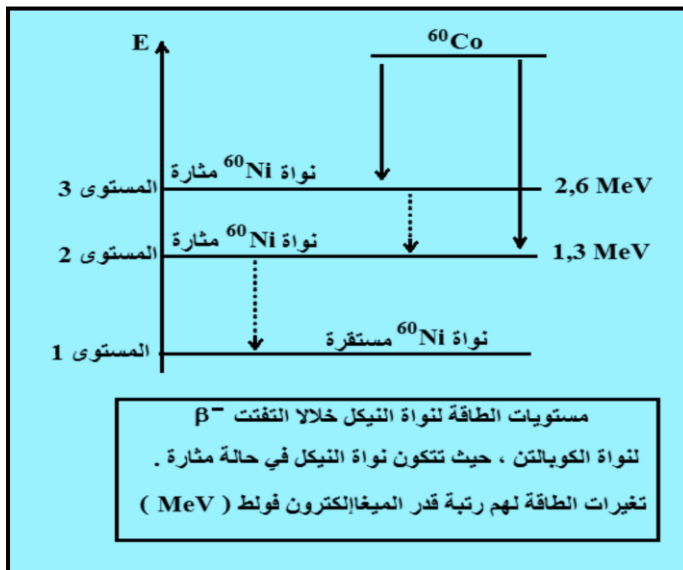 E
⁶⁰Co
نواة ⁶⁰Ni مثارة
المستوى 3
2,6 MeV
نواة ⁶⁰Ni مثارة
المستوى 2
1,3 MeV
نواة ⁶⁰Ni مستقرة
المستوى 1
مستويات الطاقة لنواة النيكل خلالا التفتت β⁻
لنواة الكوبالتن ، حيث تتكون نواة النيكل في حالة مثارة .
تغيرات الطاقة لهم رتبة قدر الميغاإلكترون فولط ( MeV )